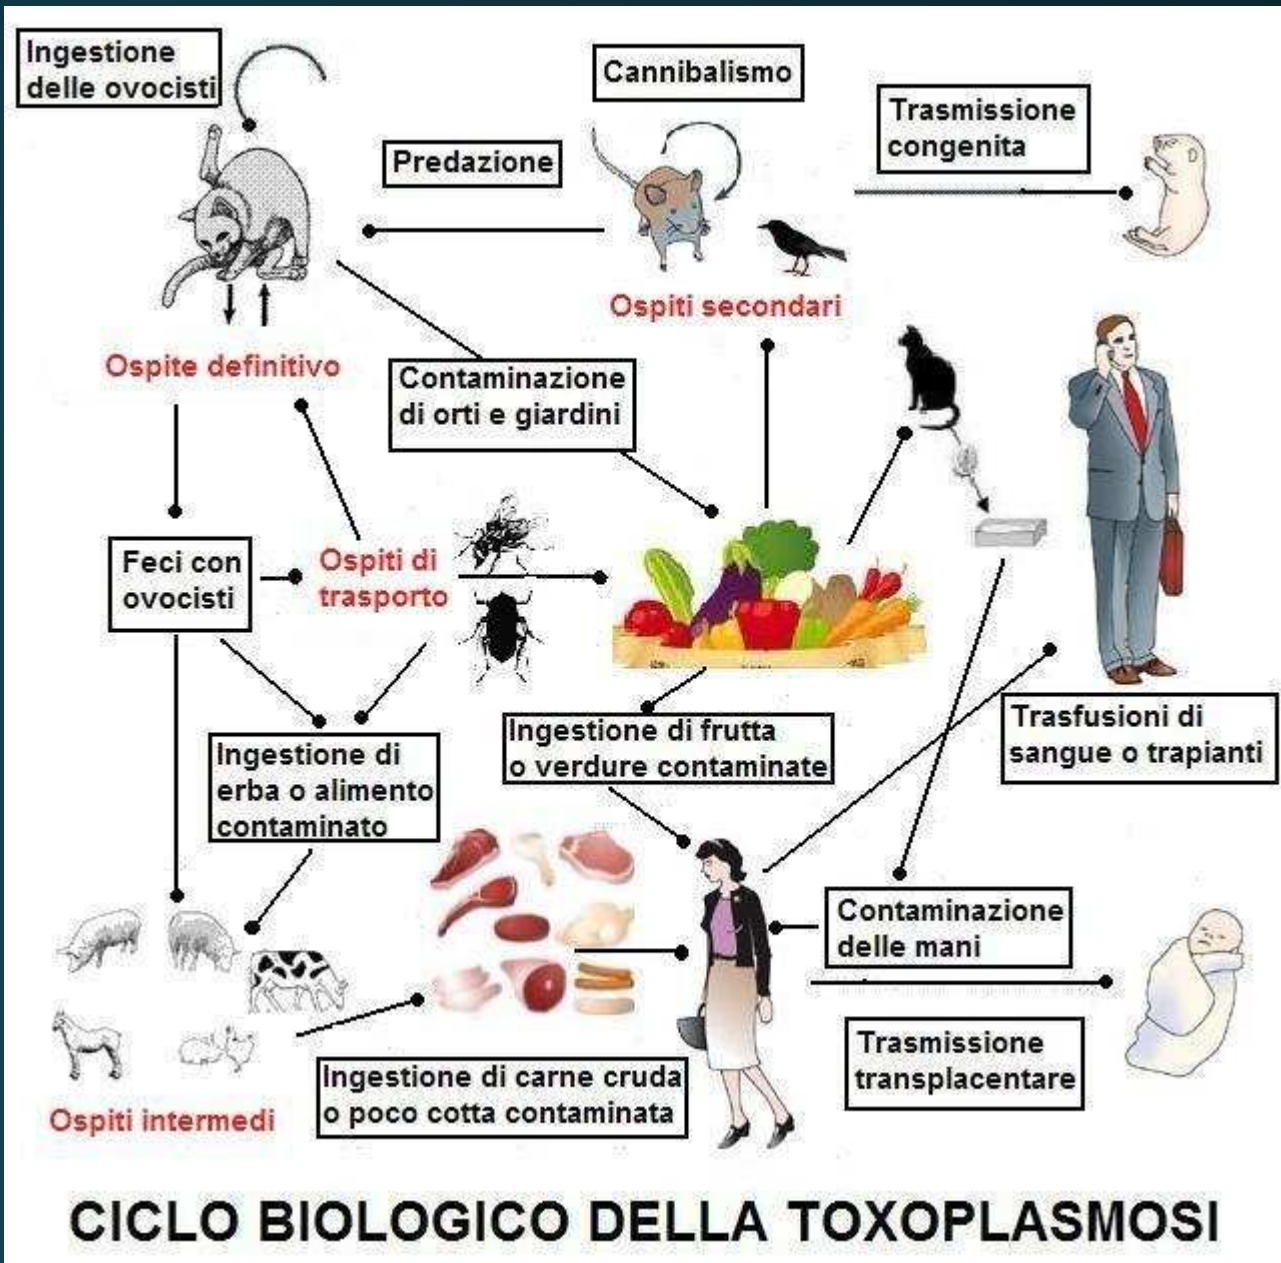 Ingestione
delle ovocisti
Cannibalismo
Trasmissione
congenita
Predazione
Ospiti secondari
Ospite definitivo
Contaminazione
di orti e giardini
Feci con
ovocisti
Ospiti di
trasporto
Ingestione di
erba o alimento
contaminato
Ingestione di frutta
o verdure contaminate
Trasfusioni di
sangue o trapianti
Contaminazione
delle mani
Trasmissione
transplacentare
Ingestione di carne cruda
o poco cotta contaminata
Ospiti intermedi
CICLO BIOLOGICO DELLA TOXOPLASMOSI